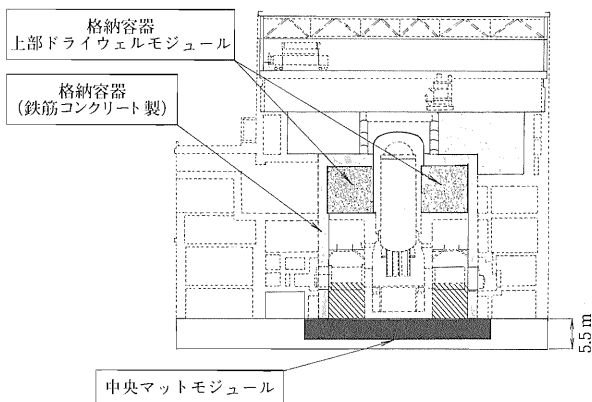 格納容器
上部ドライウェルモジュール
格納容器
(鉄筋コンクリート製)
5.5 m
中央マットモジュール